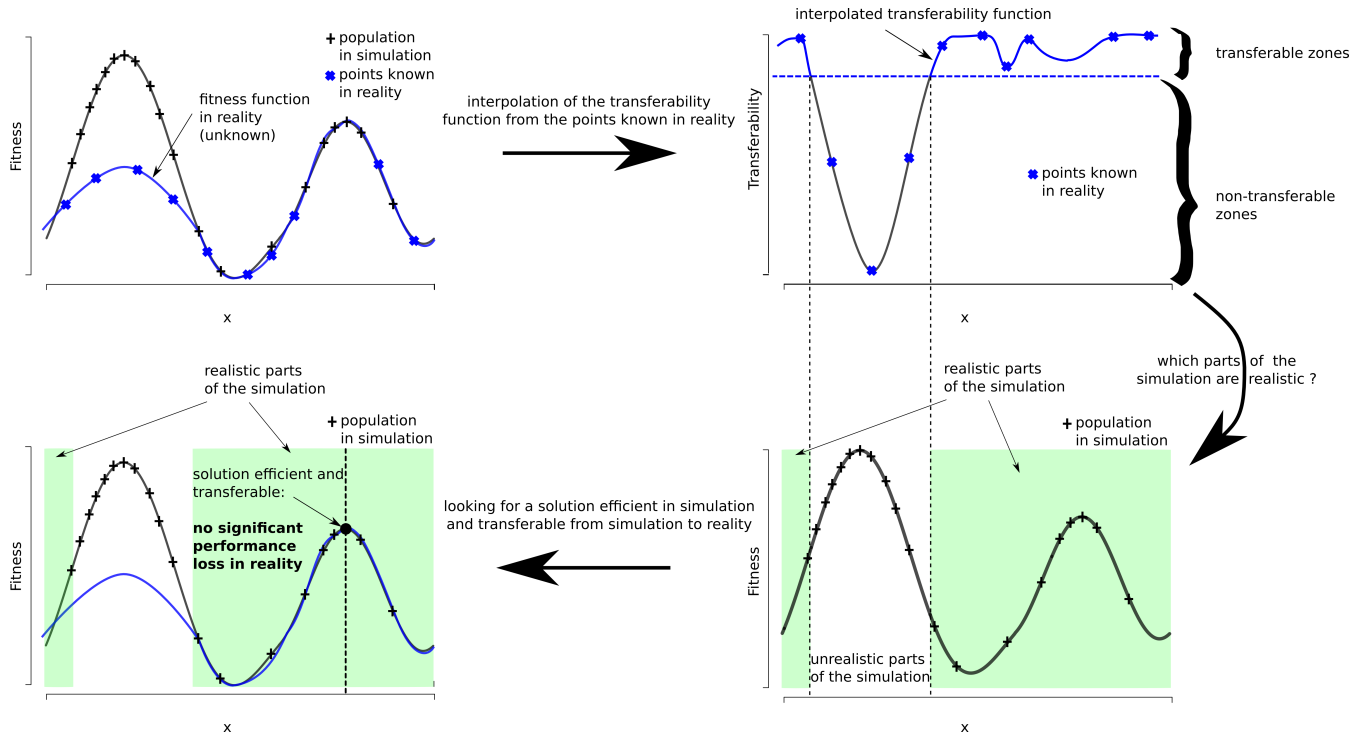 population
in simulation
points known
in reality
fitness function
in reality
(unknown)
Fitness
x
interpolation of the transferability
function from the points known in reality
interpolated transferability function
transferable zones
Transferability
points known
in reality
non-transferable
zones
x
which parts of the
simulation are realistic ?
realistic parts
of the simulation
population
in simulation
Fitness
unrealistic parts
of the simulation
x
looking for a solution efficient in simulation
and transferable from simulation to reality
realistic parts
of the simulation
population
in simulation
solution efficient and
transferable:
no significant
performance
loss in reality
Fitness
x